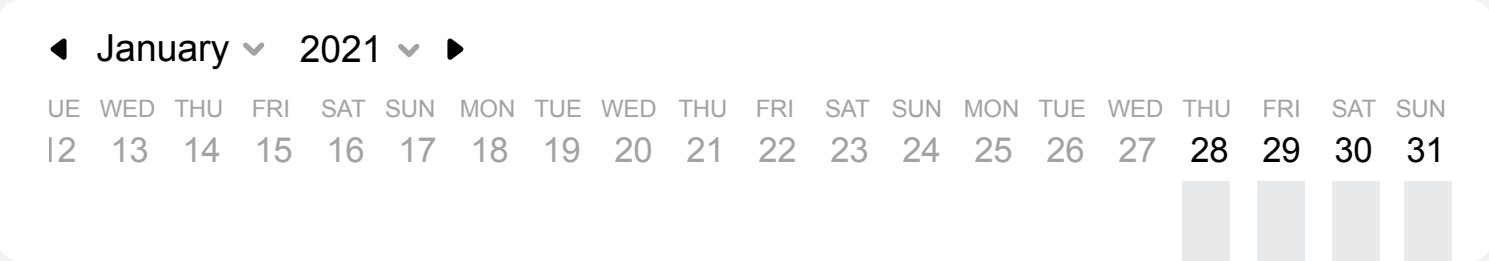 January 2021
UE WED THU FRI SAT SUN MON TUE WED THU FRI SAT SUN MON TUE WED THU FRI SAT SUN
12 13 14 15 16 17 18 19 20 21 22 23 24 25 26 27 28 29 30 31